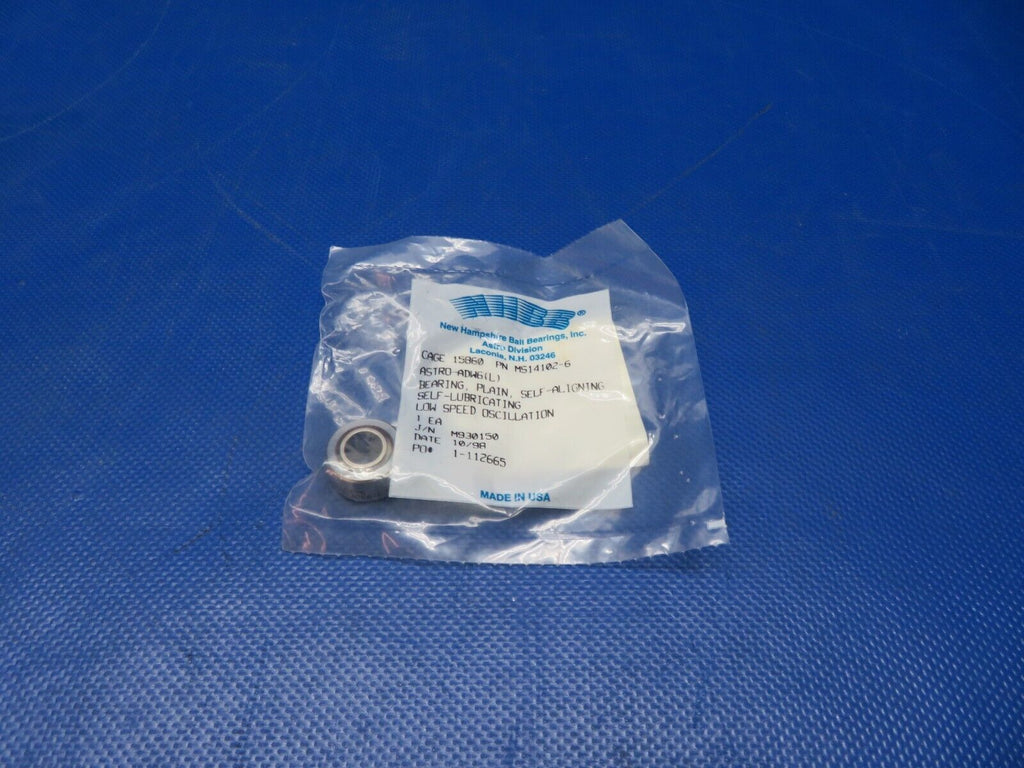 NHBB®
New Hampshire Ball Bearings, Inc.
Astro Division
Laconia, N.H. 03246
CAGE 15860 PN MS14102-6
ASTRO-ADW6(L)
BEARING, PLAIN, SELF-ALIGNING
SELF-LUBRICATING
LOW SPEED OSCILLATION
1 EA
J/N M930150
DATE 10/98
PO# 1-112665
MADE IN USA